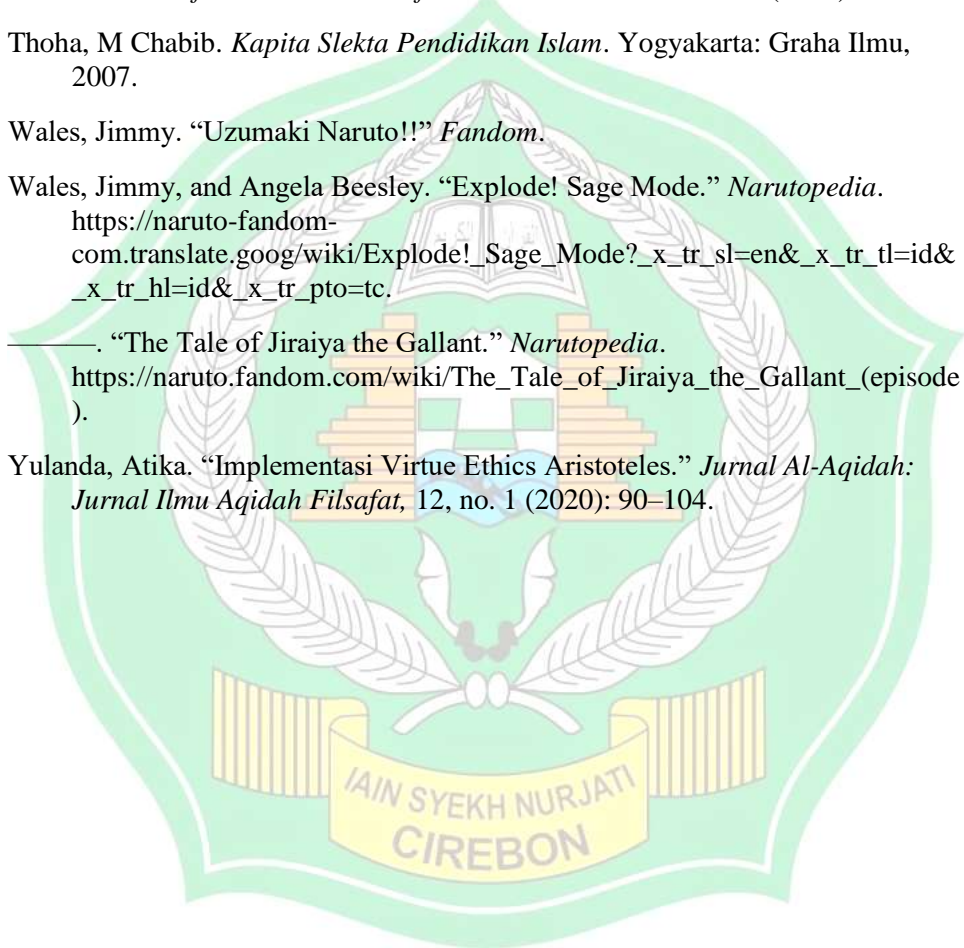 Thoha, M Chabib. Kapita Slekta Pendidikan Islam. Yogyakarta: Graha Ilmu,
2007.
Wales, Jimmy. “Uzumaki Naruto!!” Fandom.
Wales, Jimmy, and Angela Beesley. “Explode! Sage Mode.” Narutopedia.
https://naruto-fandom-
com.translate.goog/wiki/Explode!_Sage_Mode?_x_tr_sl=en&_x_tr_tl=id&
_x_tr_hl=id&_x_tr_pto=tc.
———. “The Tale of Jiraiya the Gallant.” Narutopedia.
https://naruto.fandom.com/wiki/The_Tale_of_Jiraiya_the_Gallant_(episode
).
Yulanda, Atika. “Implementasi Virtue Ethics Aristoteles.” Jurnal Al-Aqidah:
Jurnal Ilmu Aqidah Filsafat, 12, no. 1 (2020): 90–104.
IAIN SYEKH NURJATI
CIREBON